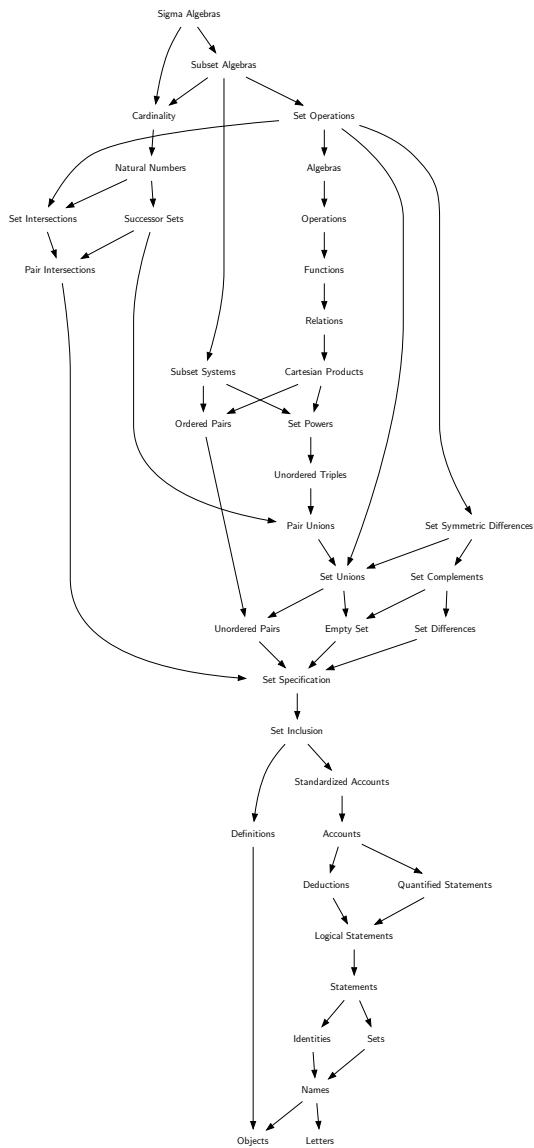 Sigma Algebras
Subset Algebras
Cardinality
Set Operations
Natural Numbers
Algebras
Set Intersections
Successor Sets
Operations
Pair Intersections
Functions
Relations
Subset Systems
Cartesian Products
Ordered Pairs
Set Powers
Unordered Triples
Pair Unions
Set Symmetric Differences
Set Unions
Set Complements
Unordered Pairs
Empty Set
Set Differences
Set Specification
Set Inclusion
Standardized Accounts
Definitions
Accounts
Deductions
Quantified Statements
Logical Statements
Statements
Identities
Sets
Names
Objects
Letters